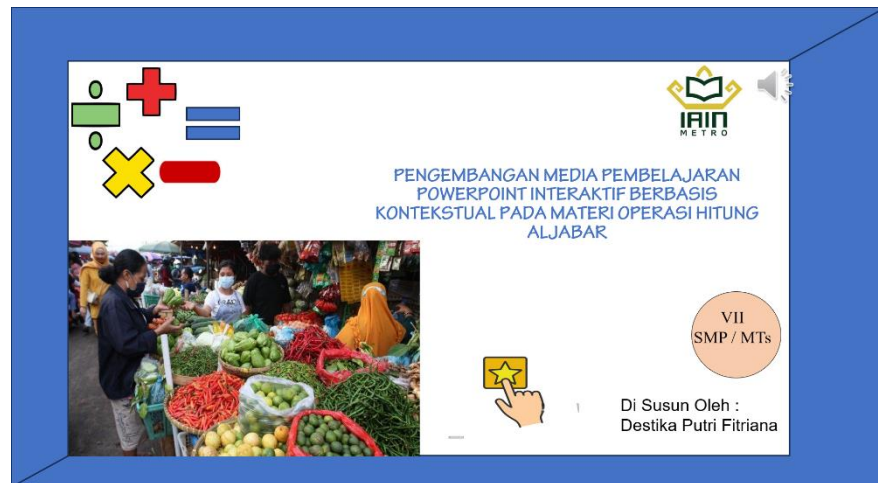 IAIN
METRO
PENGEMBANGAN MEDIA PEMBELAJARAN
POWERPOINT INTERAKTIF BERBASIS
KONTEKSTUAL PADA MATERI OPERASI HITUNG
ALJABAR
VII
SMP / MTs
Di Susun Oleh :
Destika Putri Fitriana